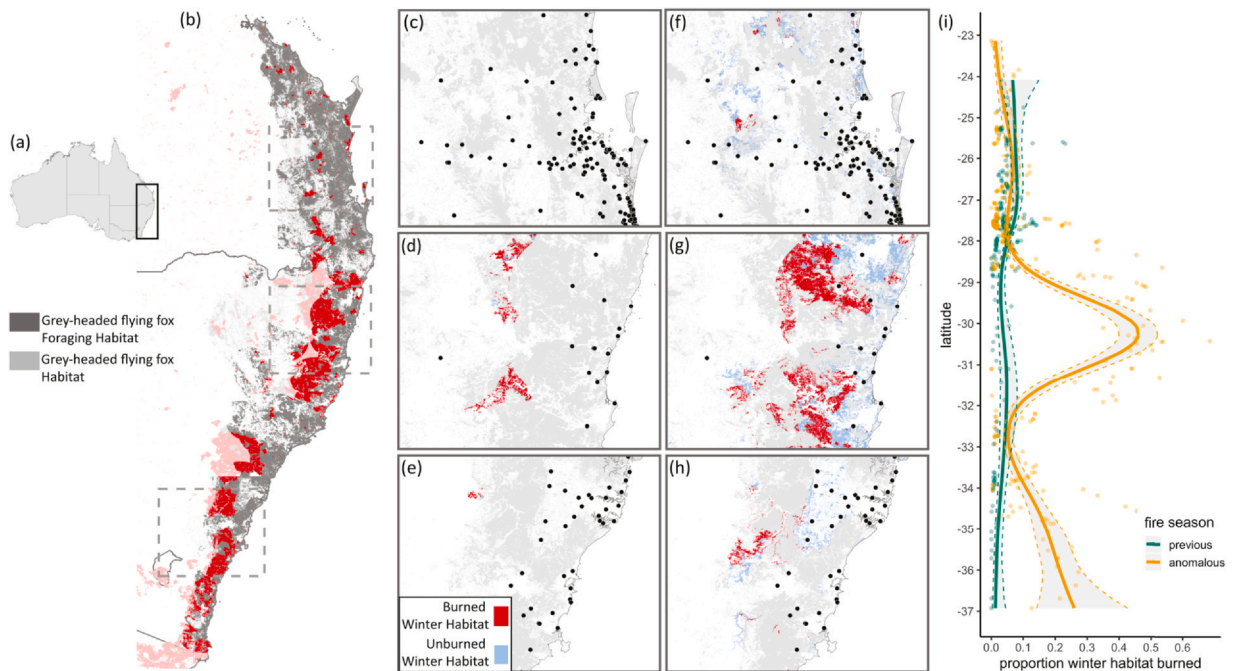 (a)
(b)
Grey-headed flying fox
Foraging Habitat
Grey-headed flying fox
Habitat
(c)
(d)
(e)
Burned
Winter Habitat
Unburned
Winter Habitat
(f)
(g)
(h)
(i)
-23
-24
-25
-26
-27
-28
-29
-30
-31
-32
-33
-34
-35
-36
-37
latitude
fire season
previous
anomalous
0.0 0.1 0.2 0.3 0.4 0.5 0.6
proportion winter habitat burned